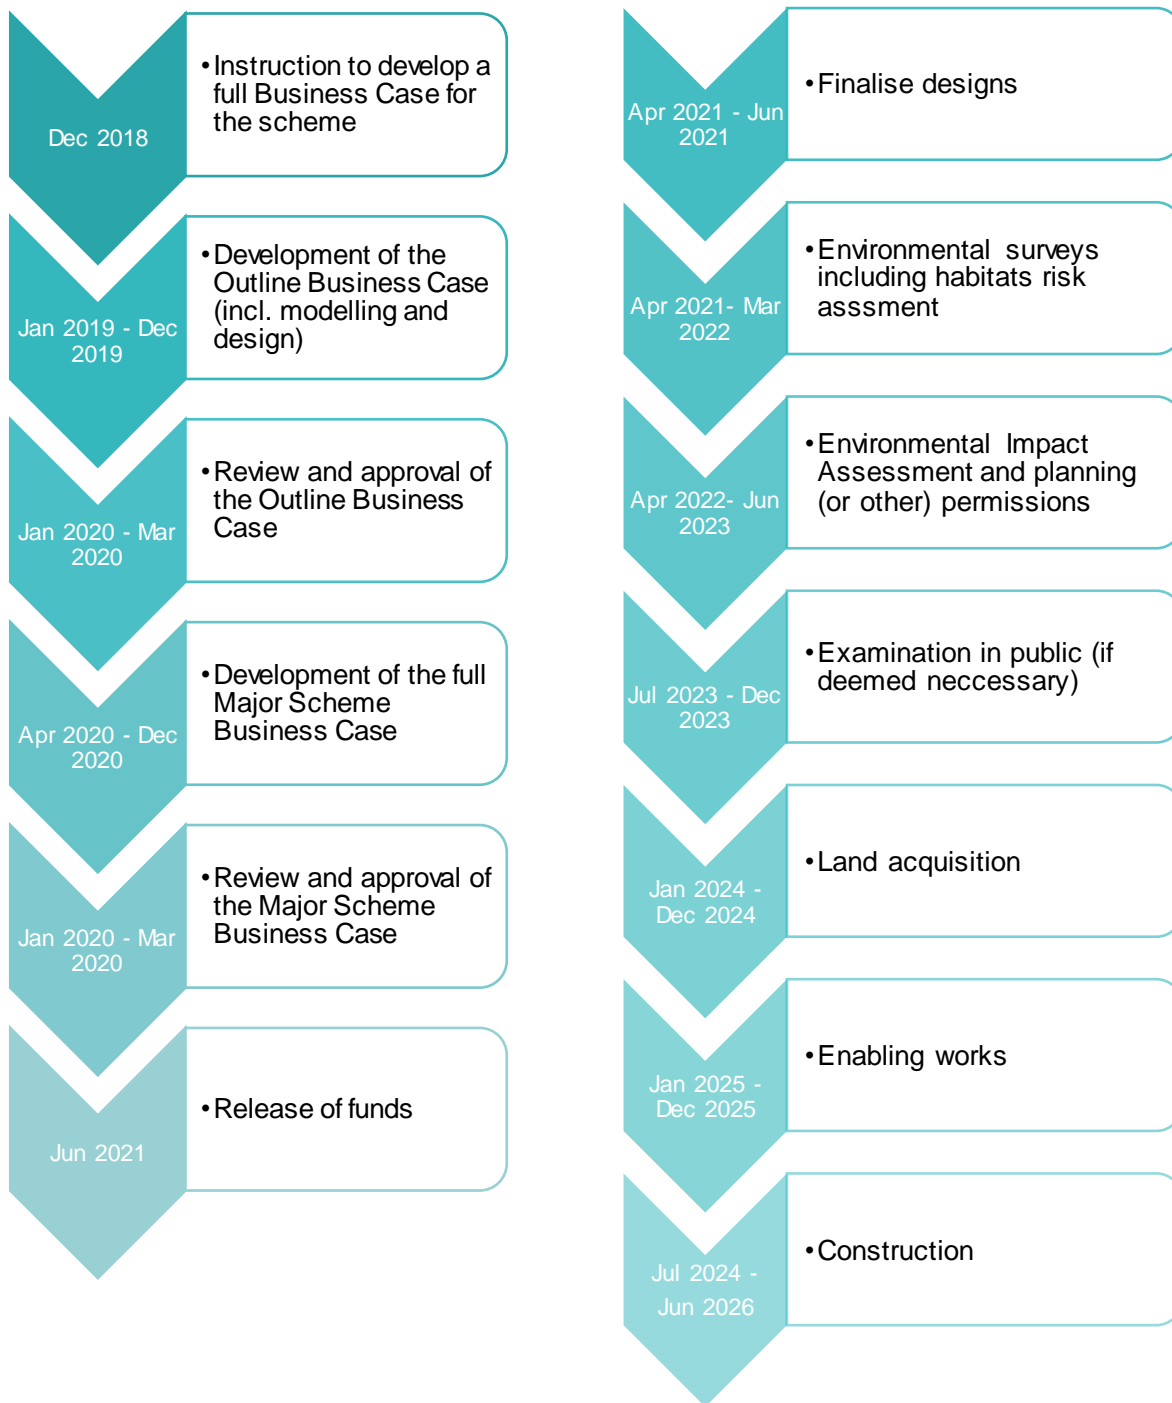 Dec 2018
•Instruction to develop a
full Business Case for
the scheme
Jan 2019 - Dec
2019
•Development of the
Outline Business Case
(incl. modelling and
design)
Jan 2020 - Mar
2020
•Review and approval of
the Outline Business
Case
Apr 2020 - Dec
2020
•Development of the full
Major Scheme
Business Case
Jan 2020 - Mar
2020
•Review and approval of
the Major Scheme
Business Case
Jun 2021
•Release of funds
Apr 2021 - Jun
2021
•Finalise designs
Apr 2021- Mar
2022
•Environmental surveys
including habitats risk
asssment
Apr 2022- Jun
2023
•Environmental Impact
Assessment and planning
(or other) permissions
Jul 2023 - Dec
2023
•Examination in public (if
deemed neccessary)
Jan 2024 -
Dec 2024
•Land acquisition
Jan 2025 -
Dec 2025
•Enabling works
Jul 2024 -
Jun 2026
•Construction